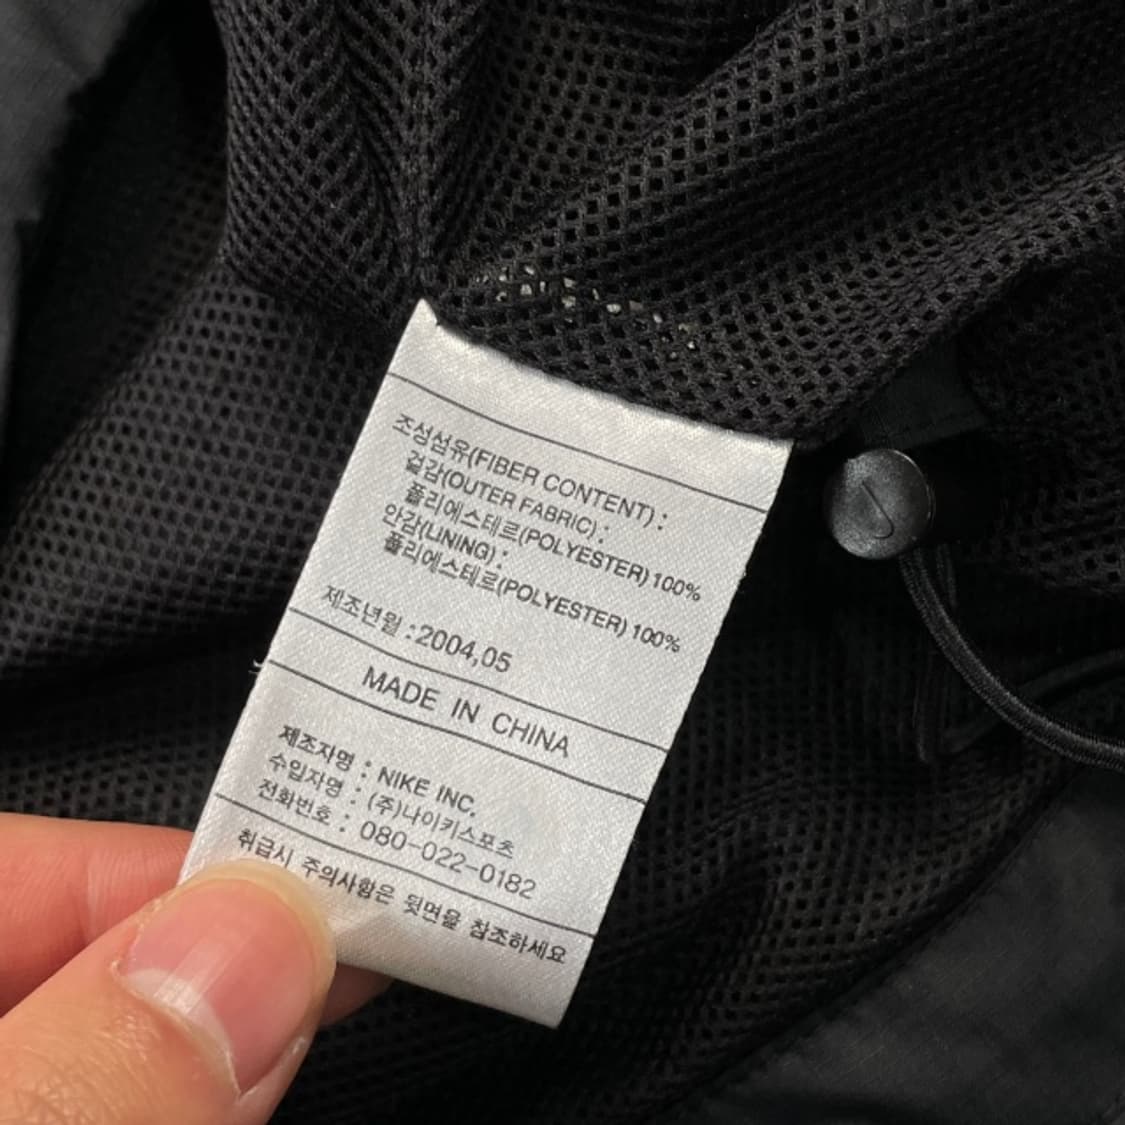 조성섬유(FIBER CONTENT) :
겉감(OUTER FABRIC) :
폴리에스테르(POLYESTER) 100%
안감(LINING) :
폴리에스테르(POLYESTER) 100%
제조년월 : 2004,05
MADE IN CHINA
제조자명 : NIKE INC.
수입자명 : (주)나이키스포츠
전화번호 : 080-022-0182
취급시 주의사항은 뒷면을 참조하세요